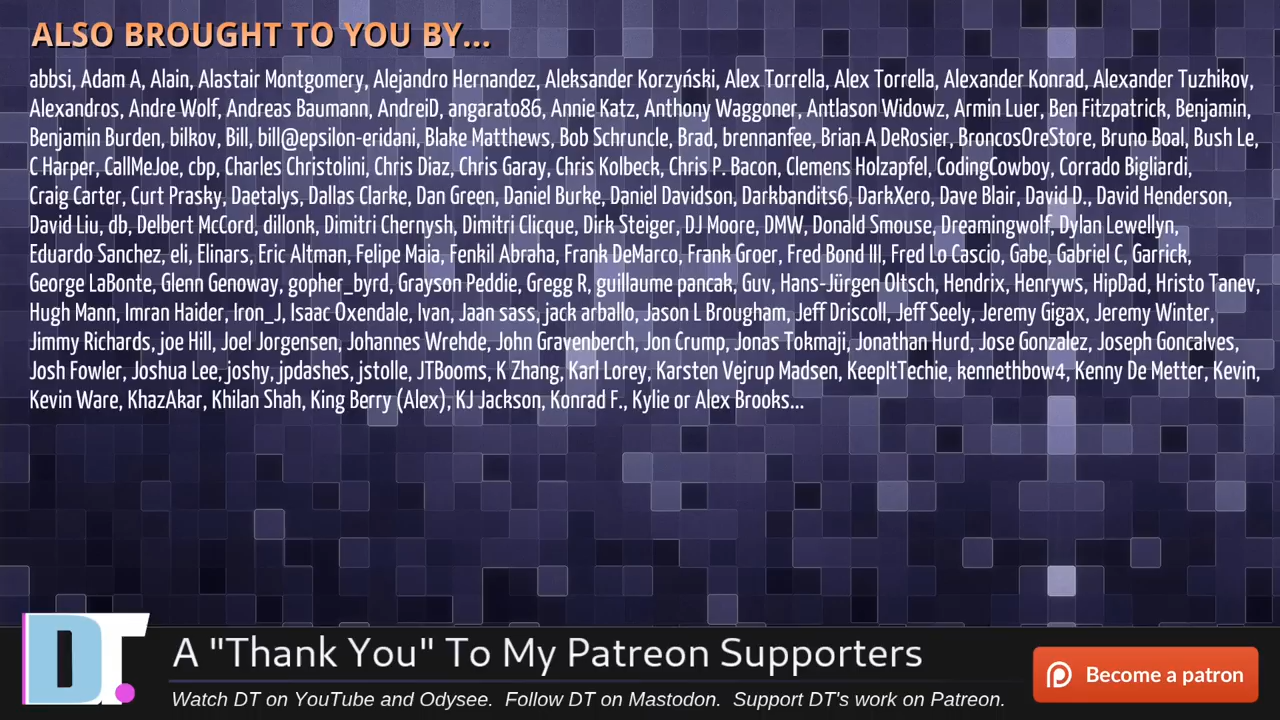 ALSO BROUGHT TO YOU BY...
abbsi, Adam A, Alain, Alastair Montgomery, Alejandro Hernandez, Aleksander Korzyński, Alex Torrella, Alex Torrella, Alexander Konrad, Alexander Tuzhikov,
Alexandros, Andre Wolf, Andreas Baumann, AndreiD, angarato86, Annie Katz, Anthony Waggoner, Antlason Widowz, Armin Luer, Ben Fitzpatrick, Benjamin,
Benjamin Burden, bilkov, Bill, bill@epsilon-eridani, Blake Matthews, Bob Schruncle, Brad, brennanfee, Brian A DeRosier, BroncosOreStore, Bruno Boal, Bush Le,
C Harper, CallMeJoe, cbp, Charles Christolini, Chris Diaz, Chris Garay, Chris Kolbeck, Chris P. Bacon, Clemens Holzapfel, CodingCowboy, Corrado Bigliardi,
Craig Carter, Curt Prasky, Daetalys, Dallas Clarke, Dan Green, Daniel Burke, Daniel Davidson, Darkbandits6, DarkXero, Dave Blair, David D., David Henderson,
David Liu, db, Delbert McCord, dillonk, Dimitri Chernysh, Dimitri Clicque, Dirk Steiger, DJ Moore, DMW, Donald Smouse, Dreamingwolf, Dylan Lewellyn,
Eduardo Sanchez, eli, Elinars, Eric Altman, Felipe Maia, Fenkil Abraha, Frank DeMarco, Frank Groer, Fred Bond III, Fred Lo Cascio, Gabe, Gabriel C, Garrick,
George LaBonte, Glenn Genoway, gopher_byrd, Grayson Peddie, Gregg R, guillaume pancak, Guv, Hans-Jürgen Oltsch, Hendrix, Henryws, HipDad, Hristo Tanev,
Hugh Mann, Imran Haider, Iron_J, Isaac Oxendale, Ivan, Jaan sass, jack arballo, Jason L Brougham, Jeff Driscoll, Jeff Seely, Jeremy Gigax, Jeremy Winter,
Jimmy Richards, joe Hill, Joel Jorgensen, Johannes Wrehde, John Gravenberch, Jon Crump, Jonas Tokmaji, Jonathan Hurd, Jose Gonzalez, Joseph Goncalves,
Josh Fowler, Joshua Lee, joshy, jpdashes, jstolle, JTBooms, K Zhang, Karl Lorey, Karsten Vejrup Madsen, KeepItTechie, kennethbow4, Kenny De Metter, Kevin,
Kevin Ware, KhazAkar, Khilan Shah, King Berry (Alex), KJ Jackson, Konrad F., Kylie or Alex Brooks...
DT
A "Thank You" To My Patreon Supporters
Become a patron
Watch DT on YouTube and Odysee. Follow DT on Mastodon. Support DT's work on Patreon.